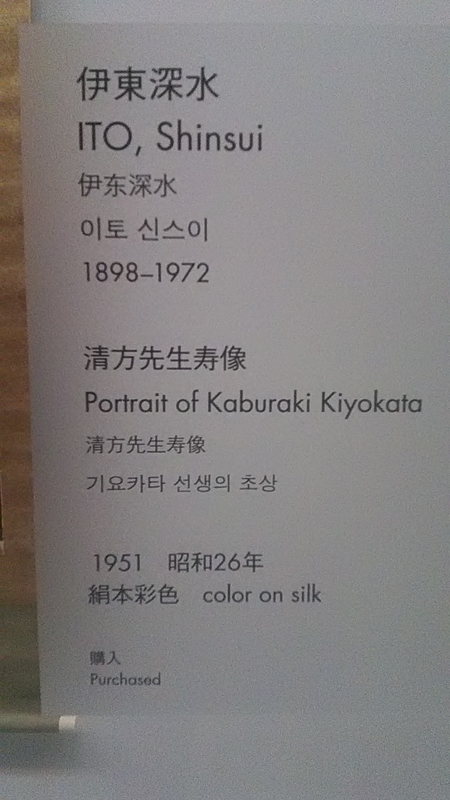 伊東深水
ITO, Shinsui
伊东深水
이토 신스이
1898–1972
清方先生寿像
Portrait of Kaburaki Kiyokata
清方先生寿像
기요카타 선생의 초상
1951 昭和26年
絹本彩色 color on silk
購入
Purchased